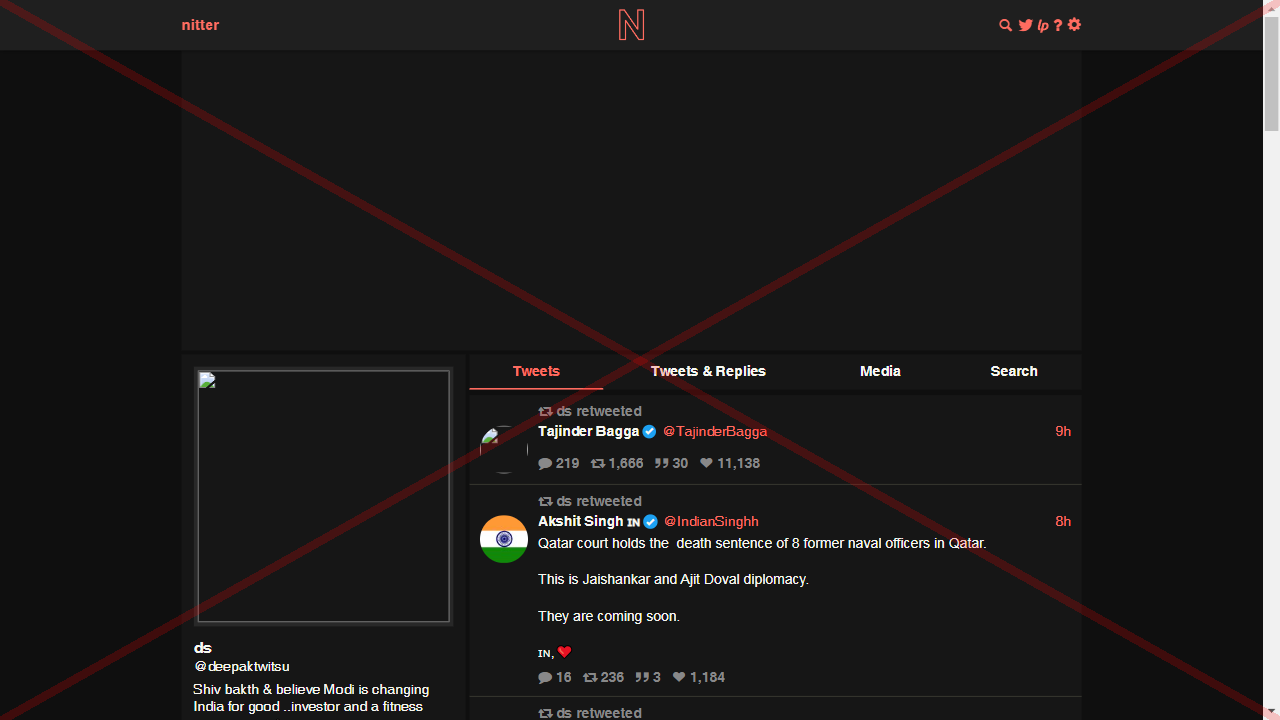 nitter
N
lp ?
Tweets
Tweets & Replies
Media
Search
ds retweeted
Tajinder Bagga @TajinderBagga 9h
219 1,666 30 11,138
ds retweeted
Akshit Singh ɪɴ @IndianSinghh 8h
Qatar court holds the death sentence of 8 former naval officers in Qatar.
This is Jaishankar and Ajit Doval diplomacy.
They are coming soon.
ɪɴ,
16 236 3 1,184
ds retweeted
ds
@deepaktwitsu
Shiv bakth & believe Modi is changing
India for good ..investor and a fitness